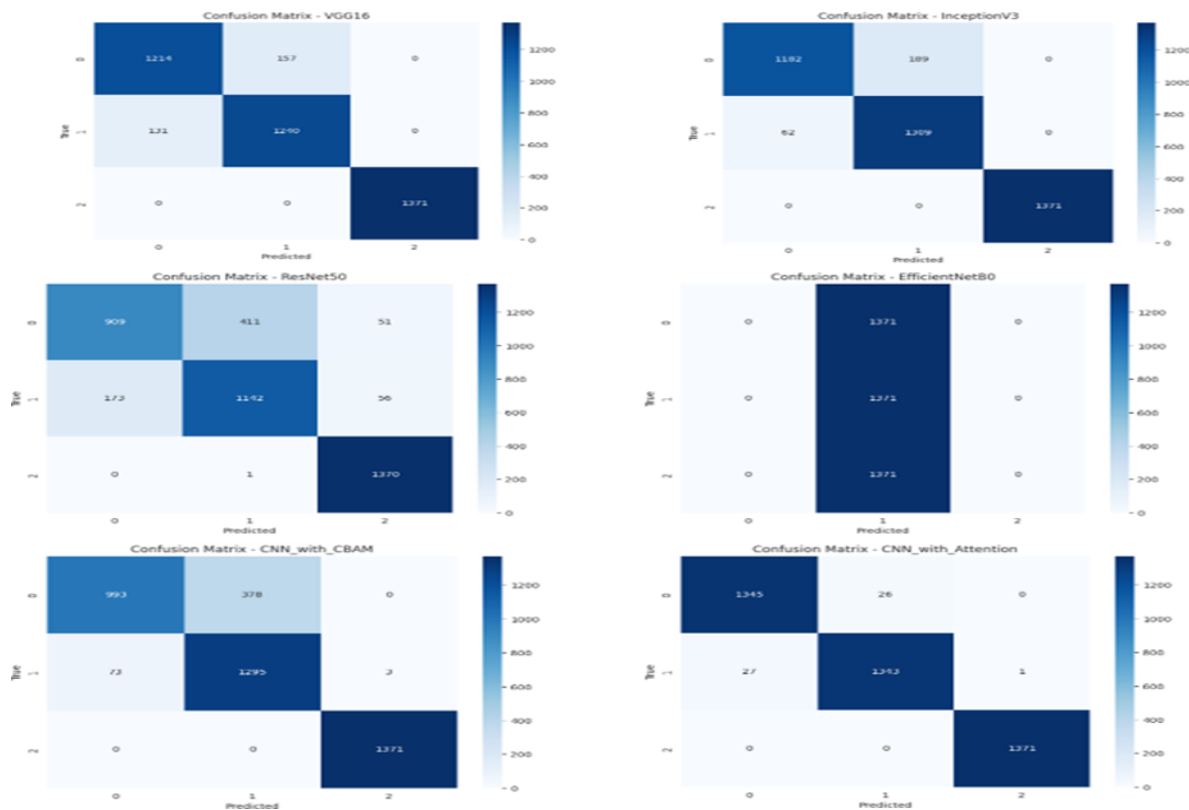 Confusion Matrix - VGG16
0 1214 157 0
True
1 131 1240 0
2 0 0 1371
0 1 2
Predicted
1200
1000
800
600
400
200
0
Confusion Matrix - InceptionV3
0 1182 189 0
True
1 62 1309 0
2 0 0 1371
0 1 2
Predicted
1200
1000
800
600
400
200
0
Confusion Matrix - ResNet50
0 909 411 51
True
1 173 1142 56
2 0 1 1370
0 1 2
Predicted
1200
1000
800
600
400
200
0
Confusion Matrix - EfficientNetB0
0 0 1371 0
True
1 0 1371 0
2 0 1371 0
0 1 2
Predicted
1200
1000
800
600
400
200
0
Confusion Matrix - CNN_with_CBAM
0 993 378 0
True
1 73 1295 3
2 0 0 1371
0 1 2
Predicted
1200
1000
800
600
400
200
0
Confusion Matrix - CNN_with_Attention
0 1345 26 0
True
1 27 1343 1
2 0 0 1371
0 1 2
Predicted
1200
1000
800
600
400
200
0